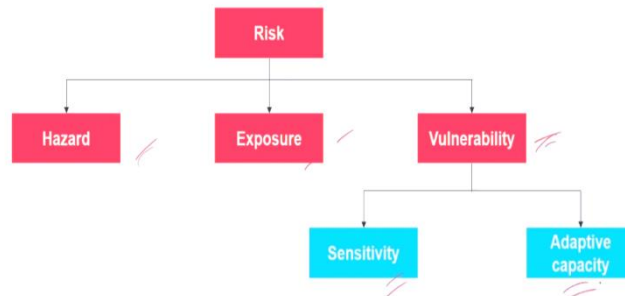 Risk
Hazard
Exposure
Vulnerability
Sensitivity
Adaptive
capacity